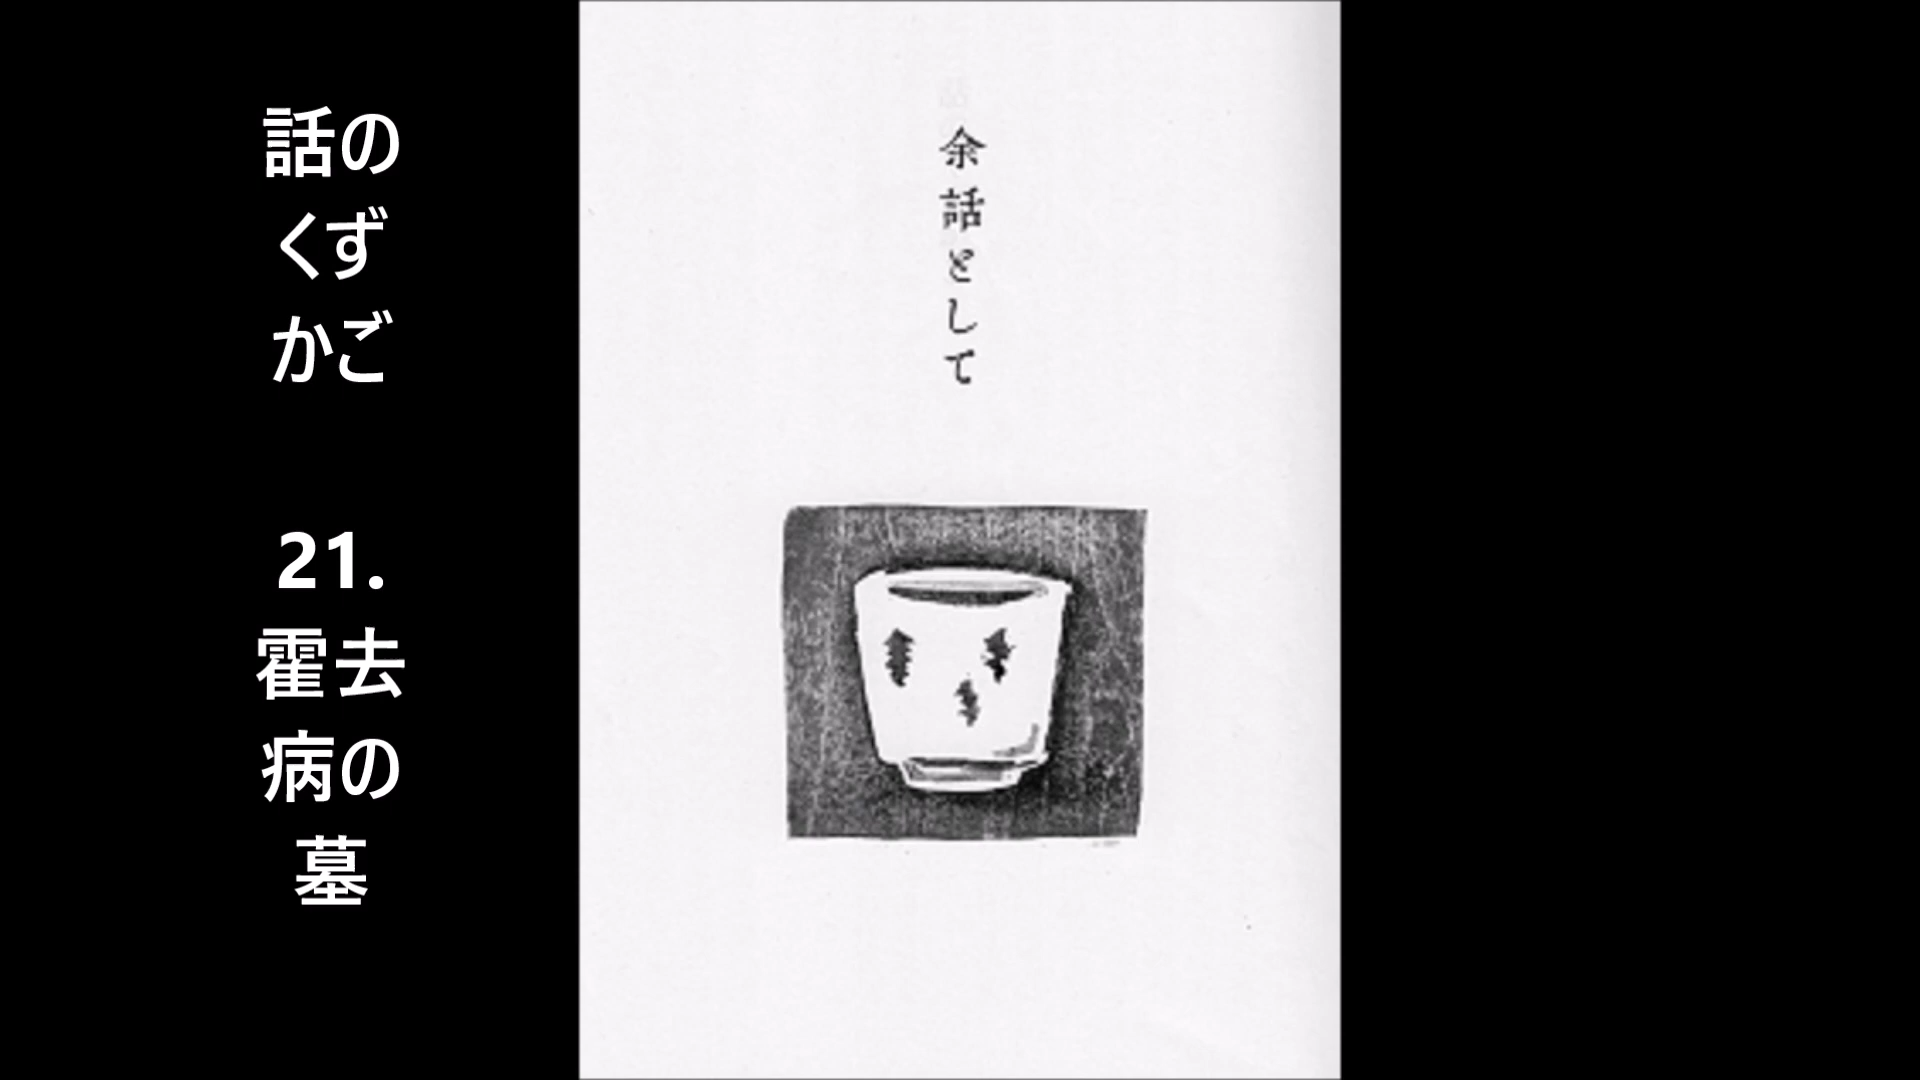 話の
くず
かご
21.
霍去
病の
墓
余話として